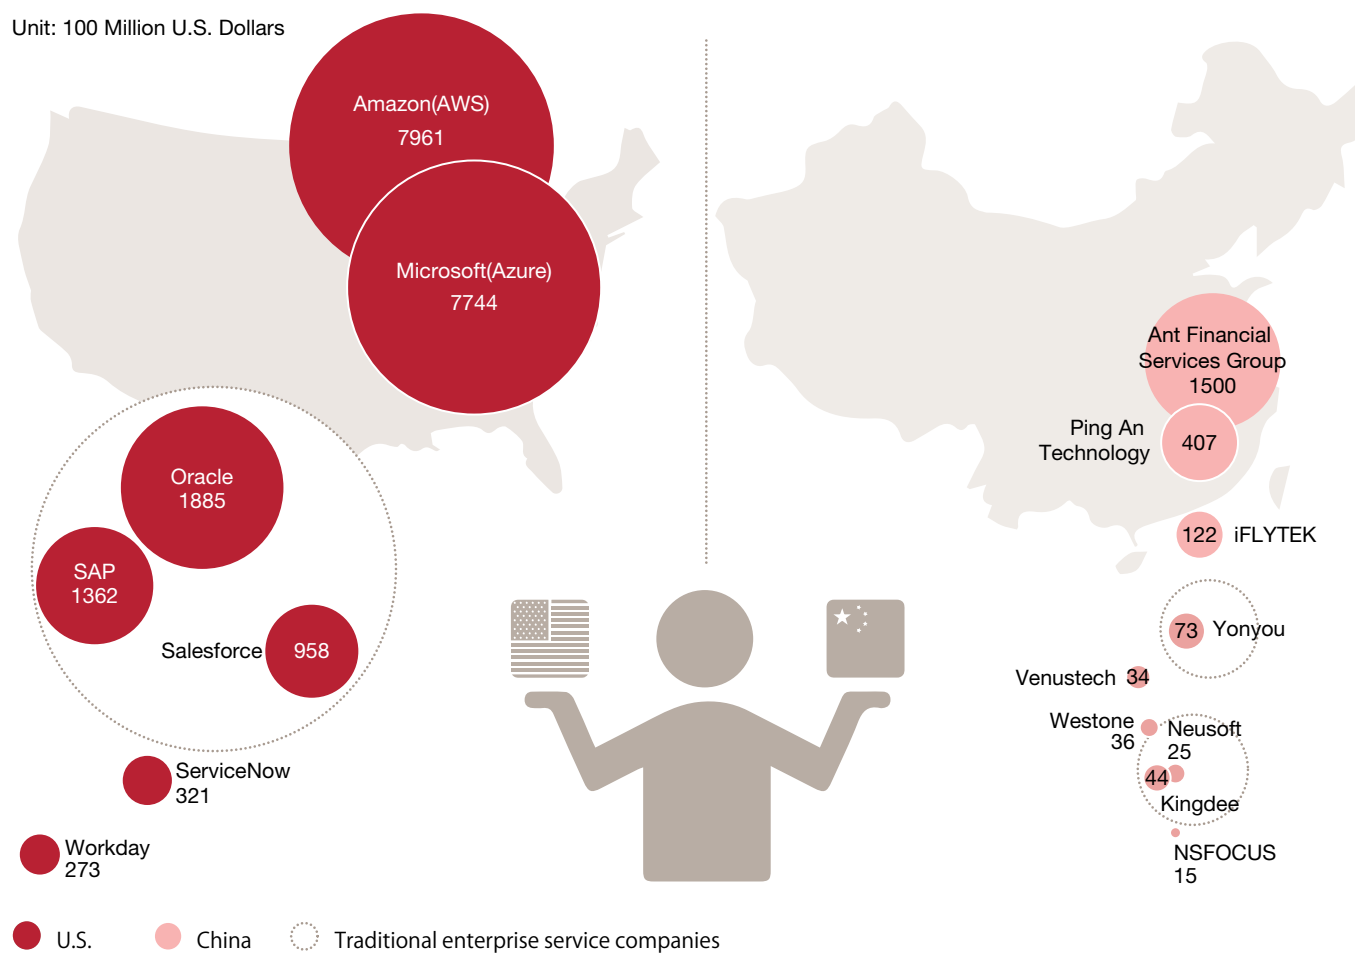 Unit: 100 Million U.S. Dollars
Amazon(AWS)
7961
Microsoft(Azure)
7744
Oracle
1885
SAP
1362
Salesforce
958
ServiceNow
321
Workday
273
Ant Financial
Services Group
1500
Ping An
Technology
407
122
iFLYTEK
73
Yonyou
Venustech
34
Westone
36
Neusoft
25
44
Kingdee
NSFOCUS
15
U.S.
China
Traditional enterprise service companies